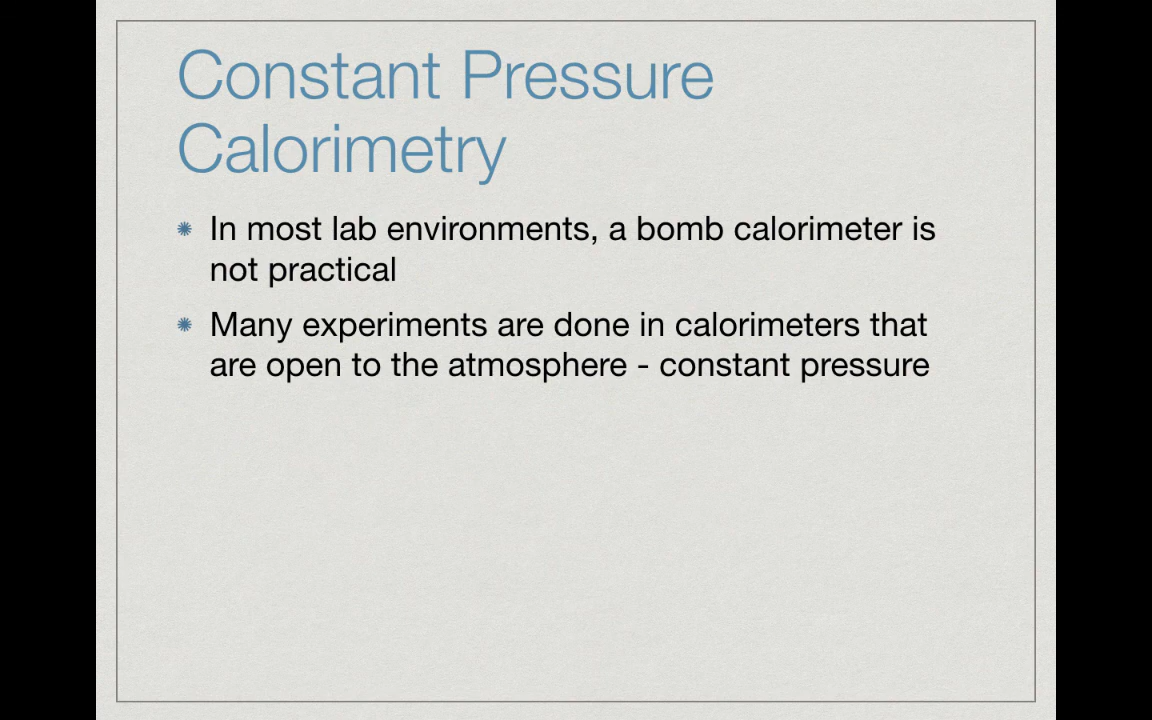 Constant Pressure
Calorimetry
In most lab environments, a bomb calorimeter is
not practical
Many experiments are done in calorimeters that
are open to the atmosphere - constant pressure